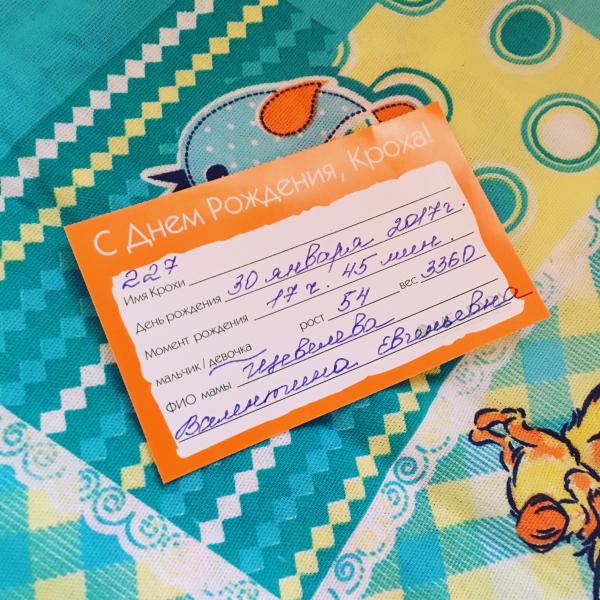 С Днем Рождения, Кроха!
227
Имя Крохи
День рождения 30 января 2017г.
Момент рождения 17 ч. 45 мин.
мальчик / девочка рост 54 вес 3360
ФИО мамы
Валентина Евгеньевна